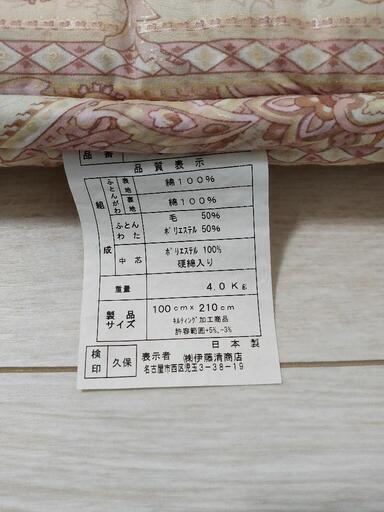 品番
品質表示
組成
ふとんがわ 表地 綿100%
裏地 綿100%
ふとんわた 毛 50%
ポリエステル 50%
中芯 ポリエステル 100%
硬綿入り
重量 4.0Kg
製品サイズ 100cm×210cm
キルティング加工商品
許容範囲+5%,-3%
日本製
検印 久保 表示者 ㈱伊藤清商店
名古屋市西区児玉3-38-19